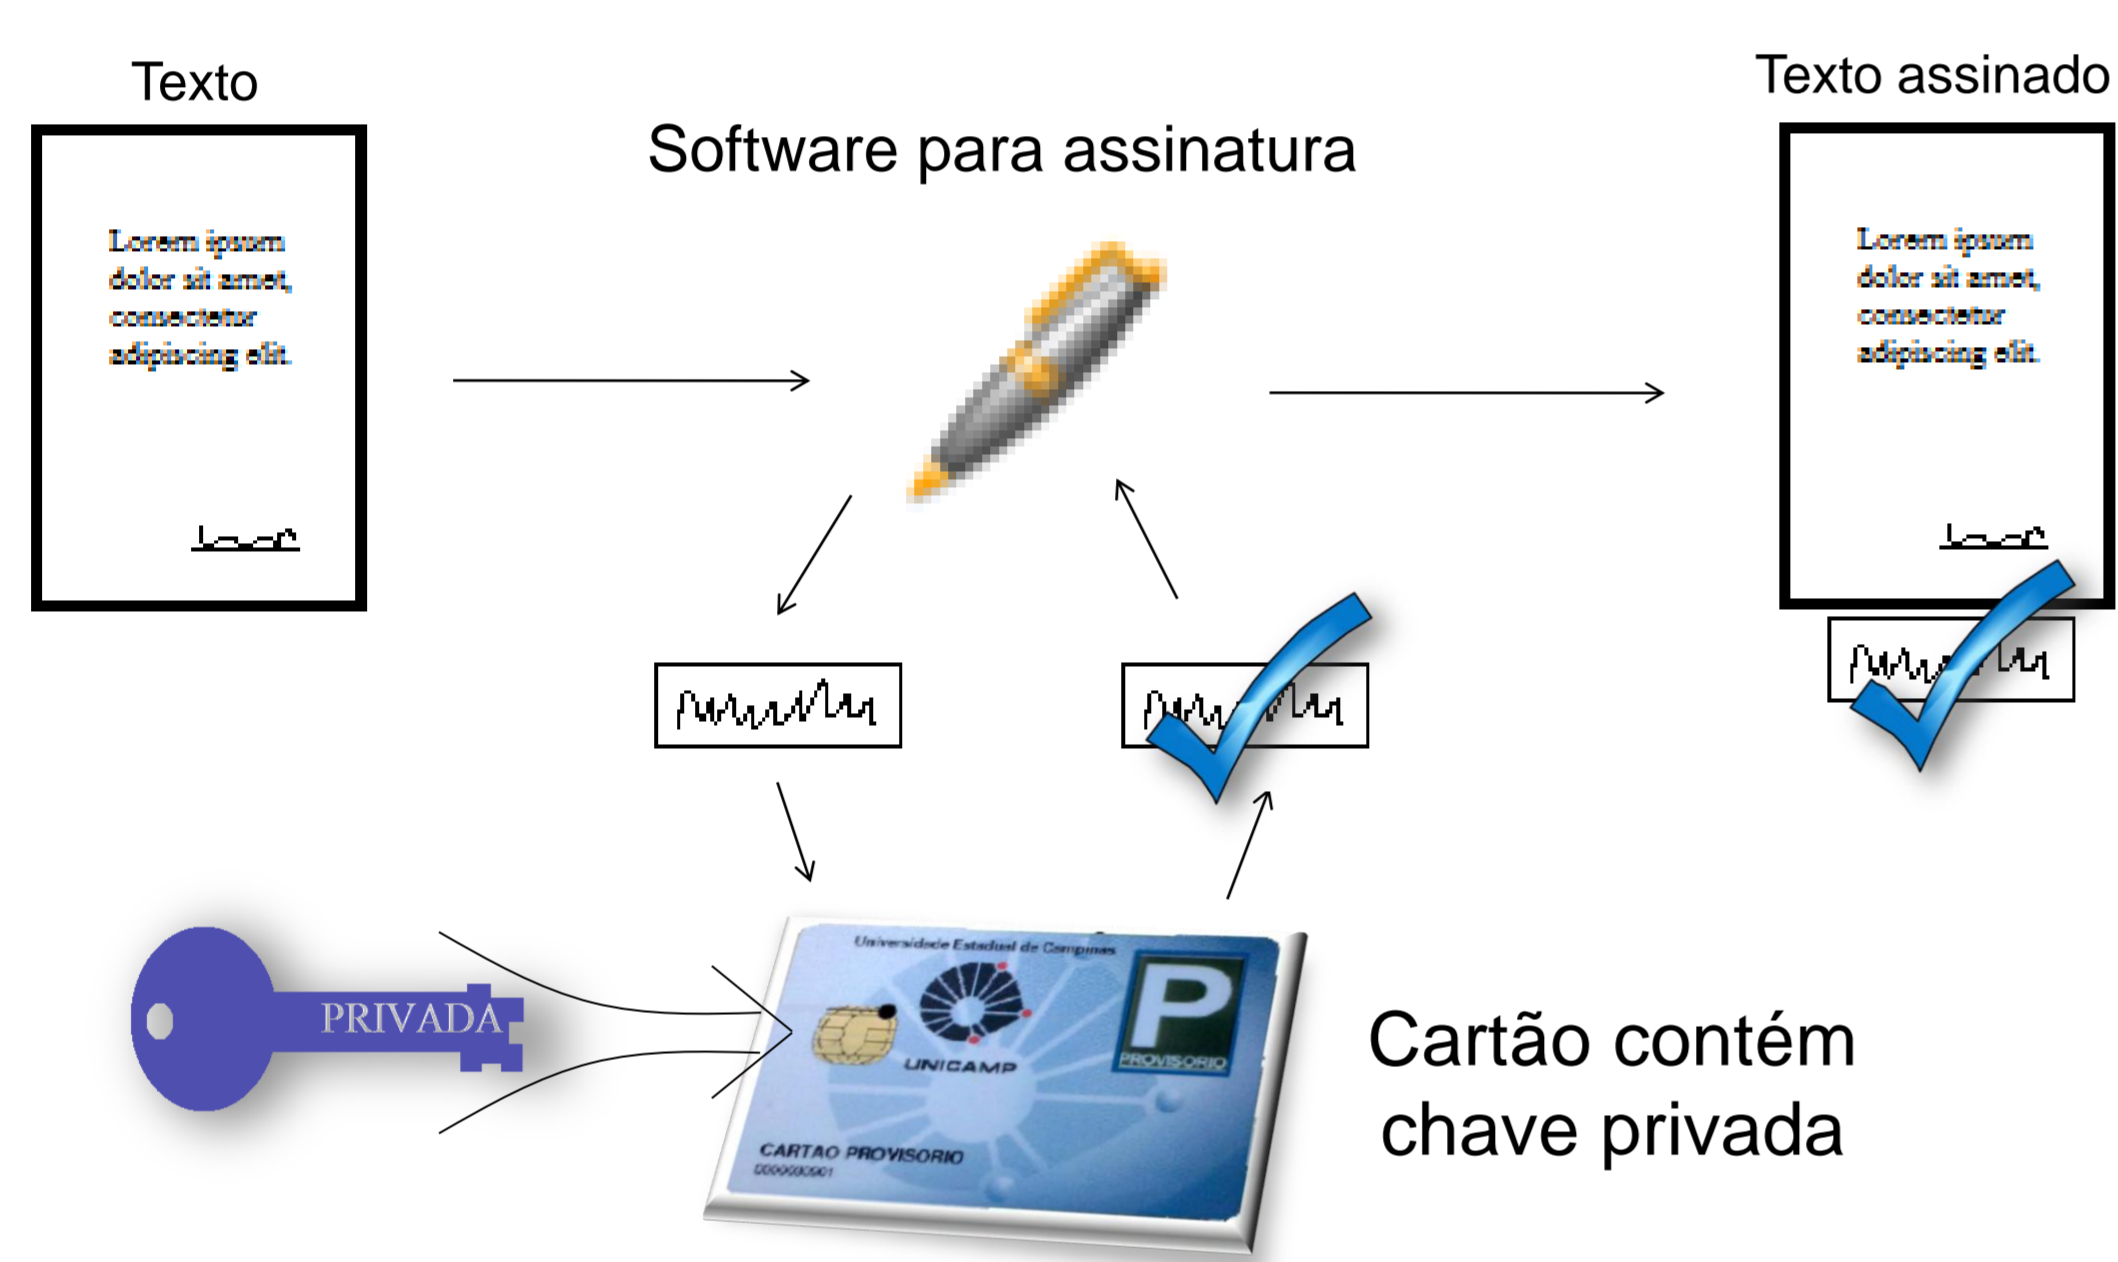 Texto
Texto assinado
Software para assinatura
Lorem ipsum
dolor sit amet,
consectetur
adipiscing elit.
Lorem ipsum
dolor sit amet,
consectetur
adipiscing elit.
PRIVADA
Universidade Estadual de Campinas
P
PROVISORIO
UNICAMP
CARTAO PROVISORIO
Cartão contém
chave privada